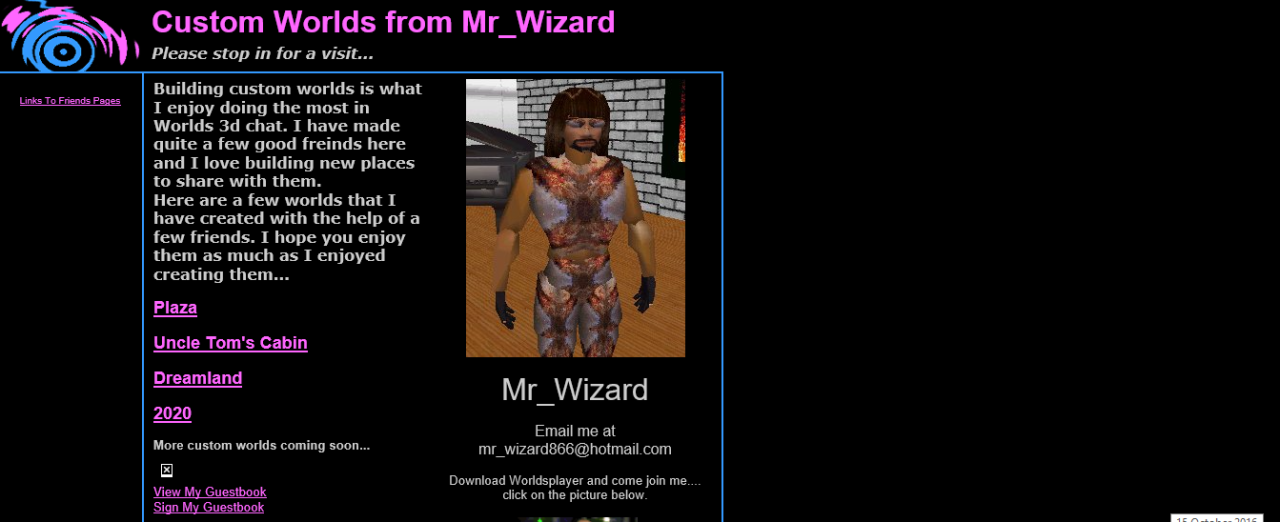 Custom Worlds from Mr_Wizard
Please stop in for a visit...
Links To Friends Pages
Building custom worlds is what
I enjoy doing the most in
Worlds 3d chat. I have made
quite a few good freinds here
and I love building new places
to share with them.
Here are a few worlds that I
have created with the help of a
few friends. I hope you enjoy
them as much as I enjoyed
creating them...
Plaza
Uncle Tom's Cabin
Dreamland
2020
More custom worlds coming soon...
View My Guestbook
Sign My Guestbook
Mr_Wizard
Email me at
mr_wizard866@hotmail.com
Download Worldsplayer and come join me....
click on the picture below.
15 October 2016